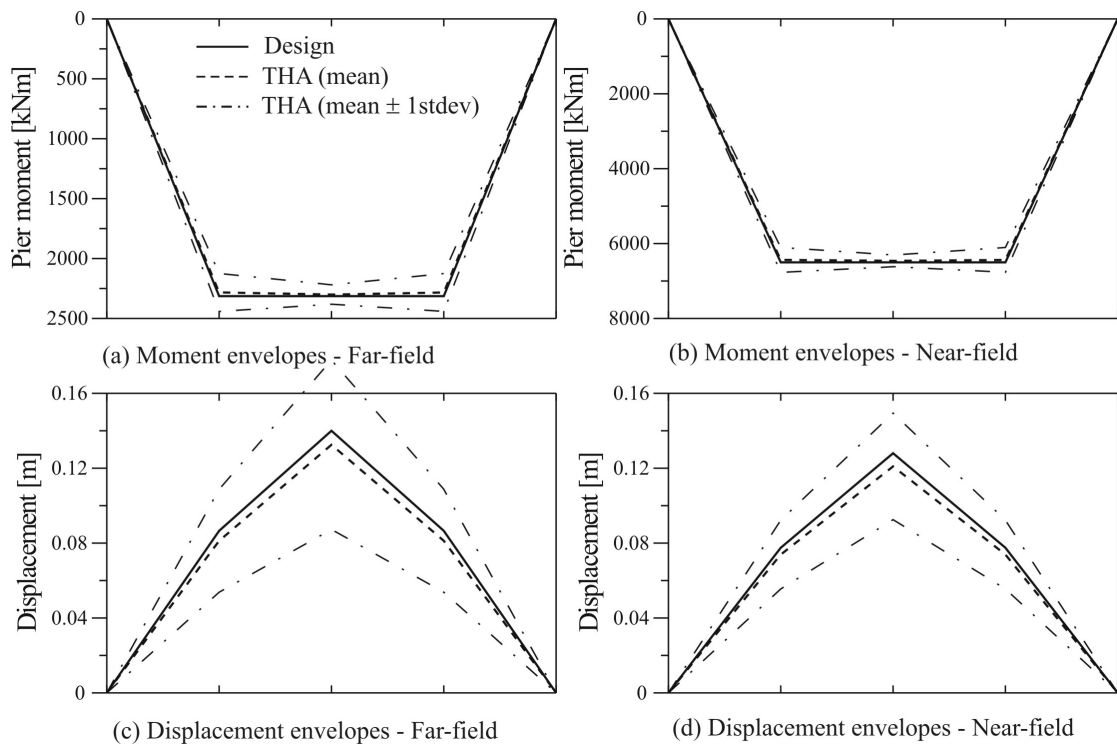 0
500
1000
1500
2000
2500
Pier moment [kNm]
Design
THA (mean)
THA (mean ± 1stdev)
(a) Moment envelopes - Far-field
0
2000
4000
6000
8000
Pier moment [kNm]
(b) Moment envelopes - Near-field
0.16
0.12
0.08
0.04
0
Displacement [m]
(c) Displacement envelopes - Far-field
0.16
0.12
0.08
0.04
0
Displacement [m]
(d) Displacement envelopes - Near-field